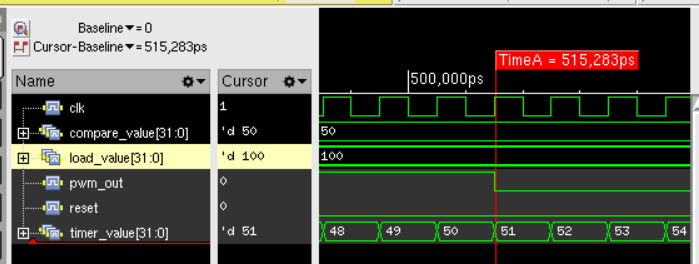 Baseline▼= 0
Cursor-Baseline▼= 515,283ps
TimeA = 515,283ps
500,000ps
Name
Cursor
clk
1
compare_value[31:0]
'd 50
50
load_value[31:0]
'd 100
100
pwm_out
0
reset
0
timer_value[31:0]
'd 51
48 49 50 51 52 53 54